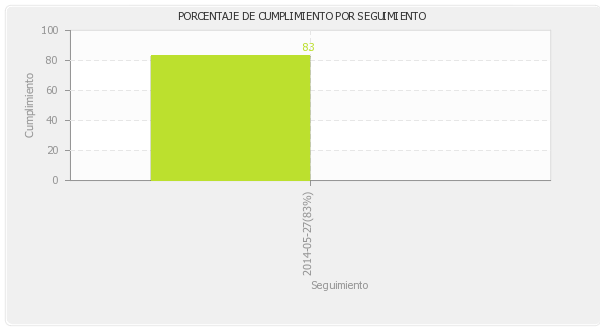 PORCENTAJE DE CUMPLIMIENTO POR SEGUIMIENTO
100
83
80
60
40
20
0
Cumplimiento
2014-05-27(83%)
Seguimiento